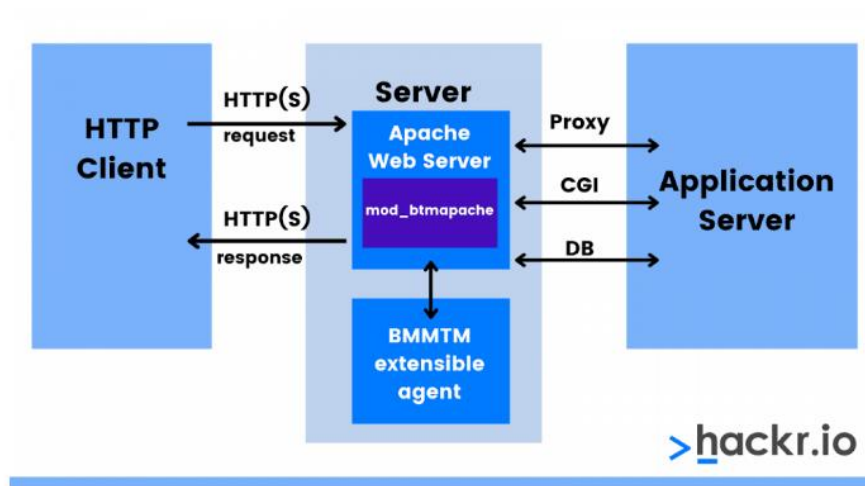 HTTP
Client
HTTP(S)
request
HTTP(S)
response
Server
Apache
Web Server
mod_btmapache
BMMTM
extensible
agent
Proxy
CGI
DB
Application
Server
>hackr.io